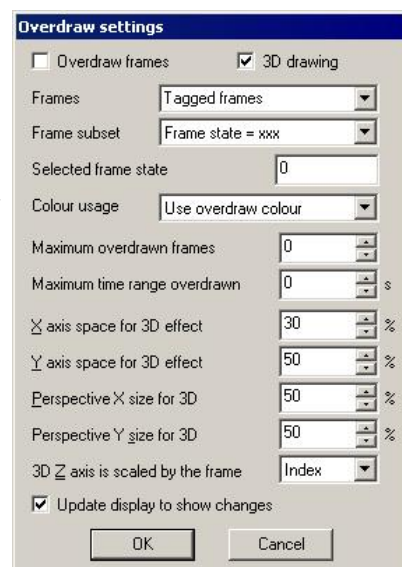 Overdraw settings
Overdraw frames 3D drawing
Frames Tagged frames
Frame subset Frame state = xxx
Selected frame state 0
Colour usage Use overdraw colour
Maximum overdrawn frames 0
Maximum time range overdrawn 0 s
X axis space for 3D effect 30 %
Y axis space for 3D effect 50 %
Perspective X size for 3D 50 %
Perspective Y size for 3D 50 %
3D Z axis is scaled by the frame Index
Update display to show changes
OK Cancel